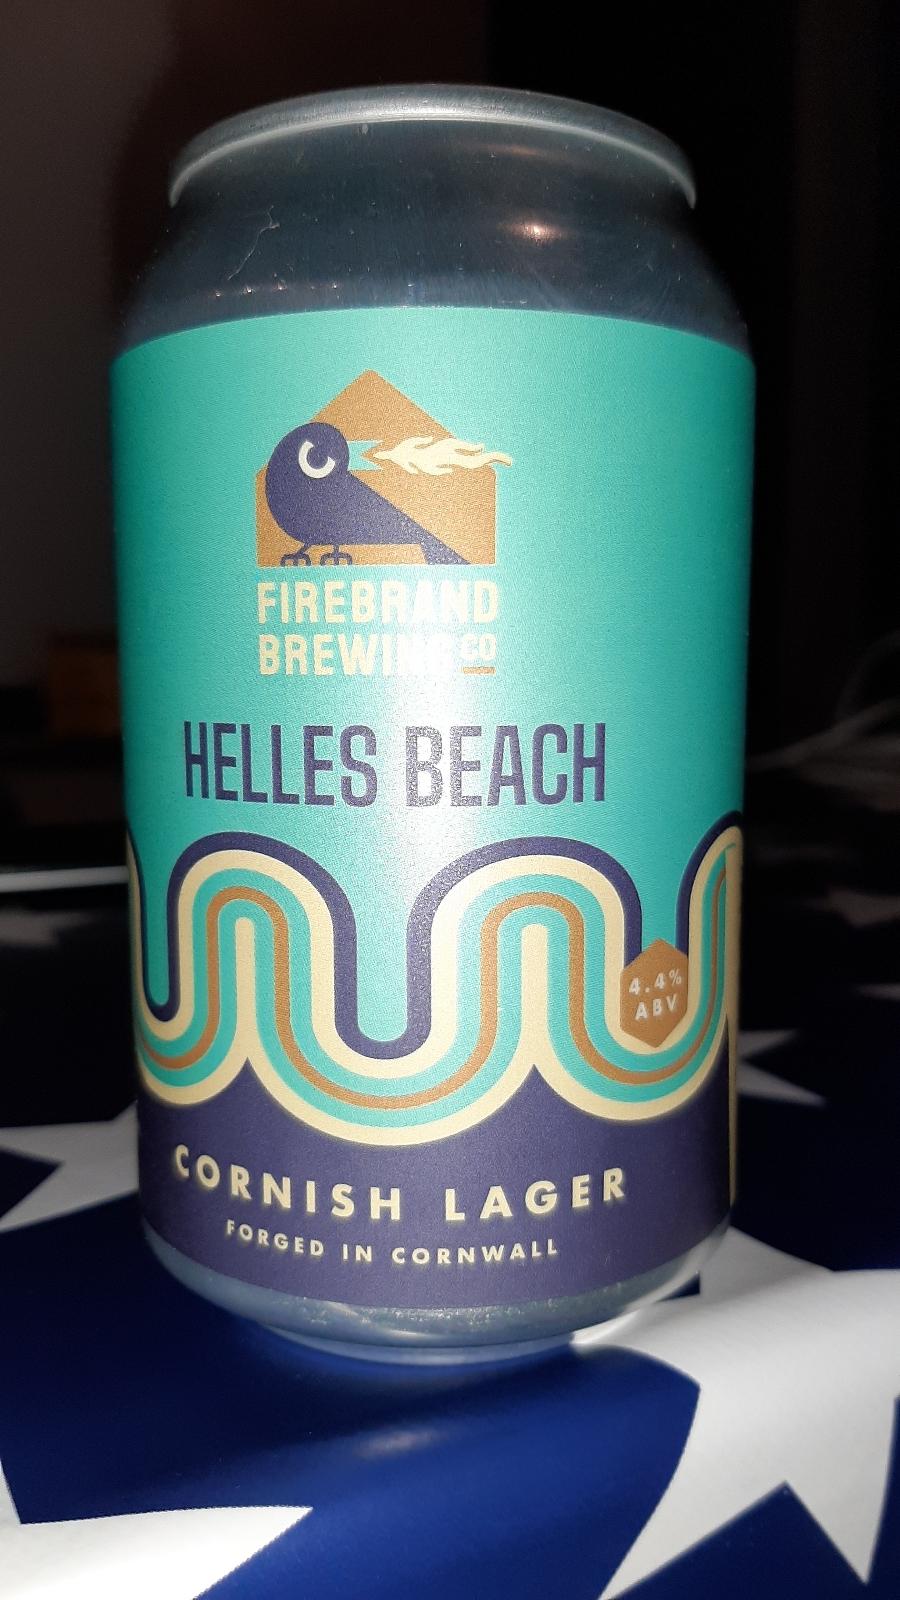 FIREBRAND
BREWING CO
HELLES BEACH
4.4%
ABV
CORNISH LAGER
FORGED IN CORNWALL